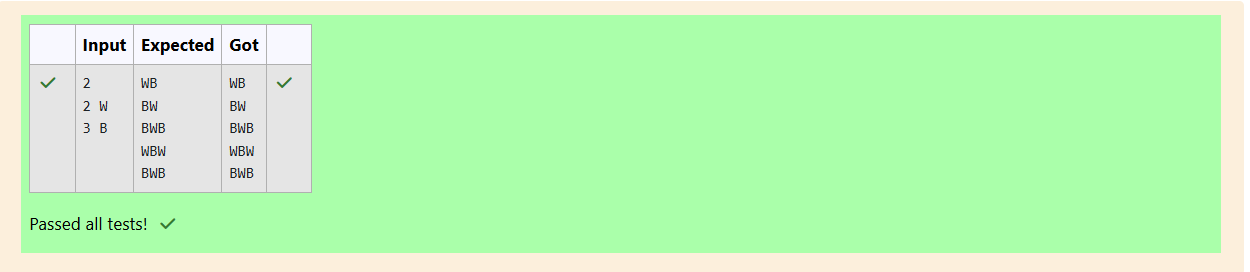 Input Expected Got
2 WB WB
2 W BW BW
3 B BWB BWB
WBW WBW
BWB BWB
Passed all tests!